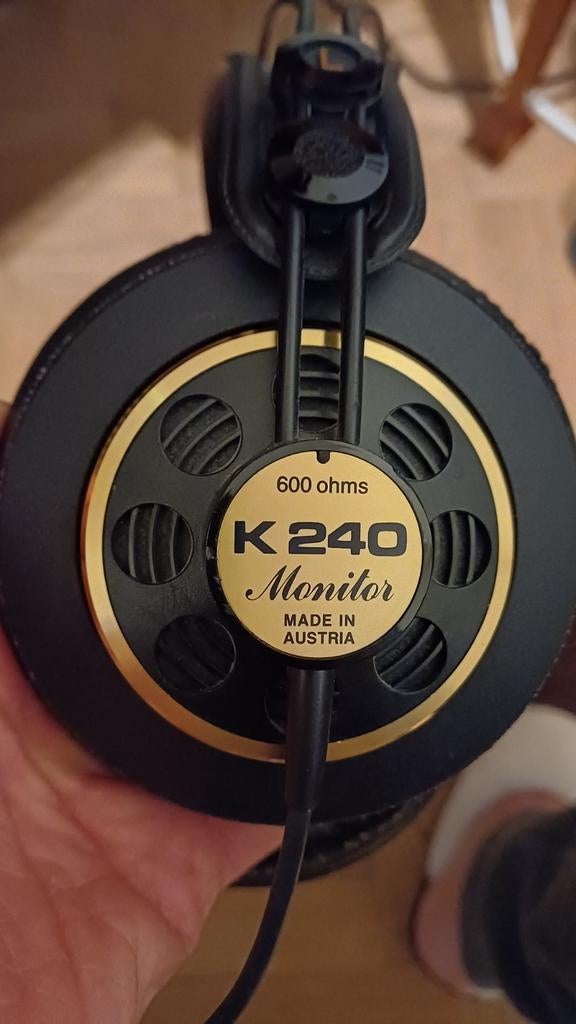 600 ohms
K 240
Monitor
MADE IN
AUSTRIA